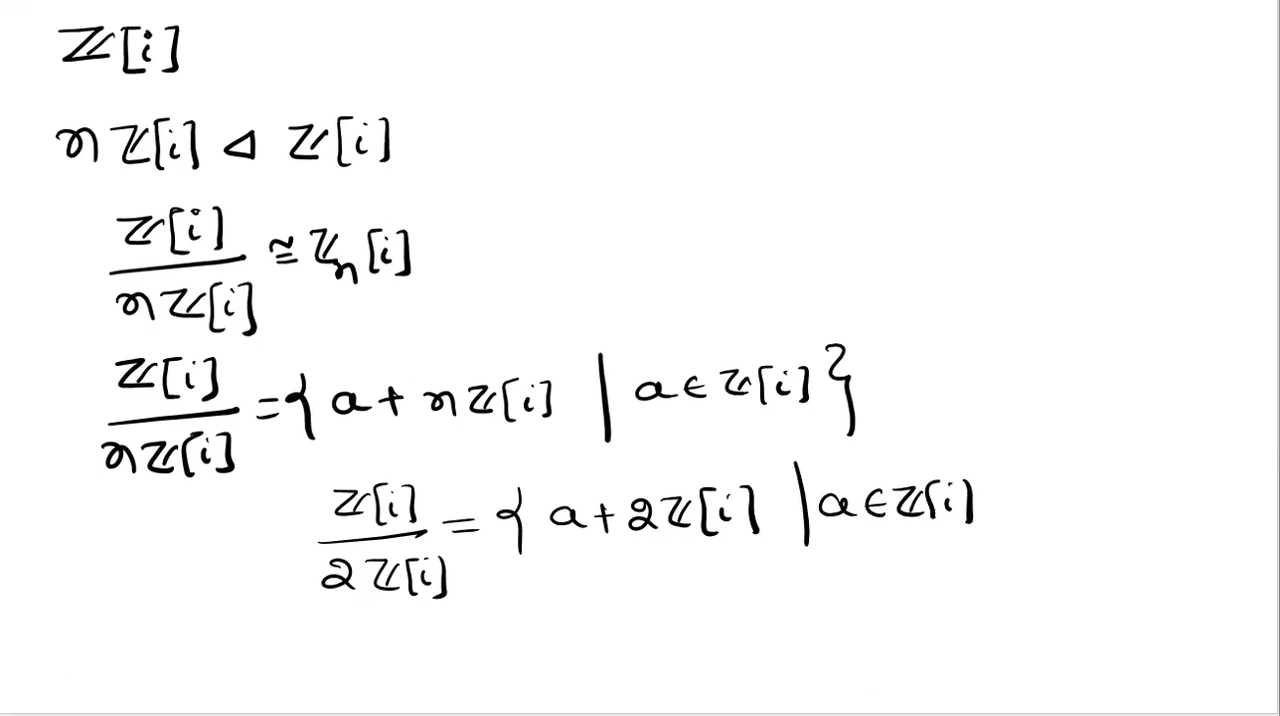 ℤ[i]
nℤ[i] ⊲ ℤ[i]
ℤ[i] / nℤ[i] ≅ ℤₙ[i]
ℤ[i] / nℤ[i] = { a + nℤ[i] | a ∈ ℤ[i] }
ℤ[i] / 2ℤ[i] = { a + 2ℤ[i] | a ∈ ℤ[i]